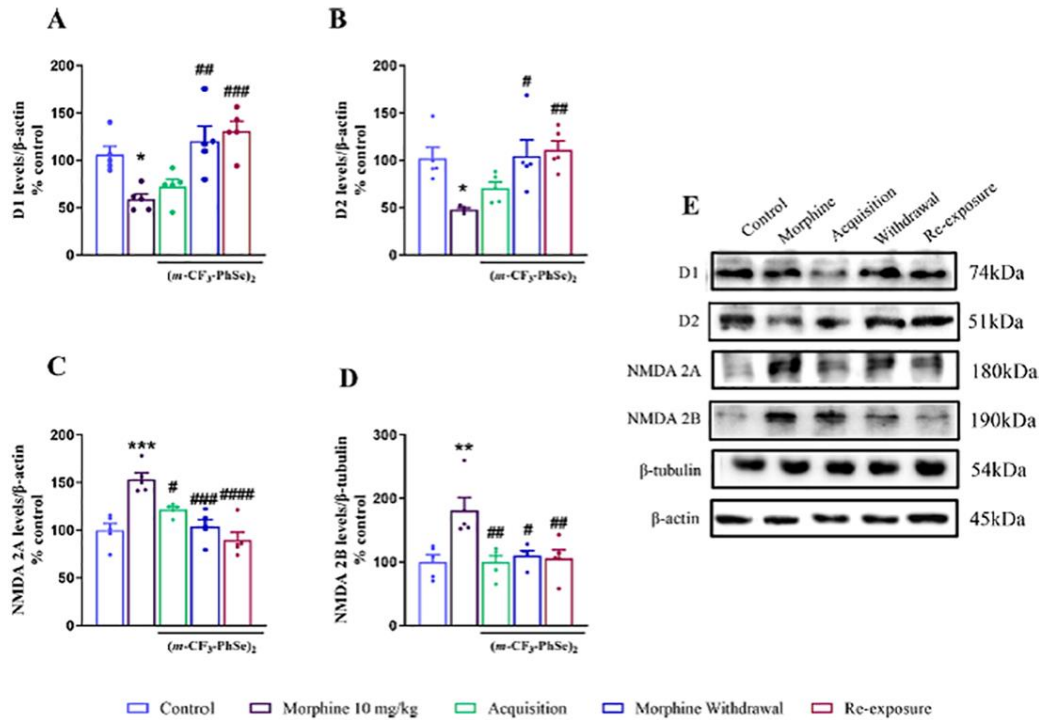 A
D1 levels/β-actin
% control
200
150
100
50
0
*
##
###
(m-CF₃-PhSe)₂
B
D2 levels/β-actin
% control
200
150
100
50
0
*
#
##
(m-CF₃-PhSe)₂
C
NMDA 2A levels/β-actin
% control
200
150
100
50
0
***
#
###
####
(m-CF₃-PhSe)₂
D
NMDA 2B levels/β-tubulin
% control
300
200
100
0
**
##
#
##
(m-CF₃-PhSe)₂
E
Control
Morphine
Acquisition
Withdrawal
Re-exposure
D1 74kDa
D2 51kDa
NMDA 2A 180kDa
NMDA 2B 190kDa
β-tubulin 54kDa
β-actin 45kDa
Control Morphine 10 mg/kg Acquisition Morphine Withdrawal Re-exposure